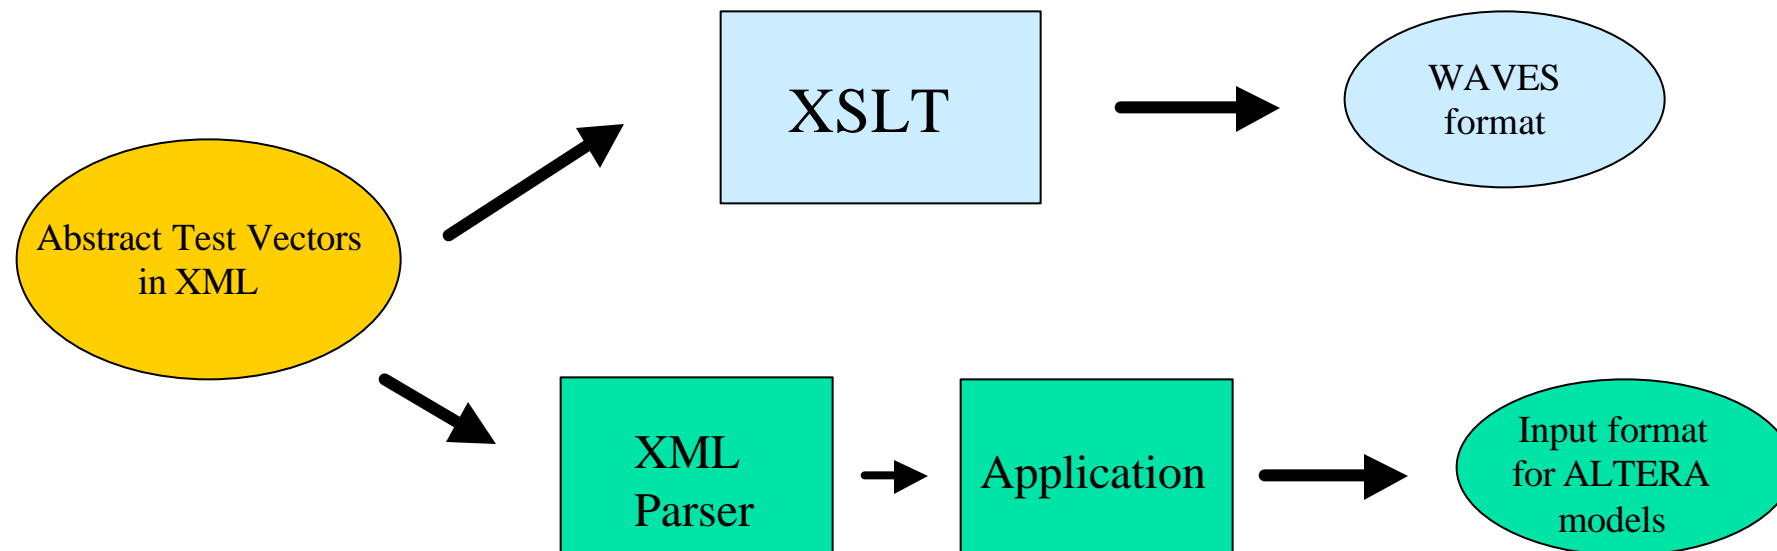 XSLT
WAVES
format
Abstract Test Vectors
in XML
XML
Parser
Application
Input format
for ALTERA
models